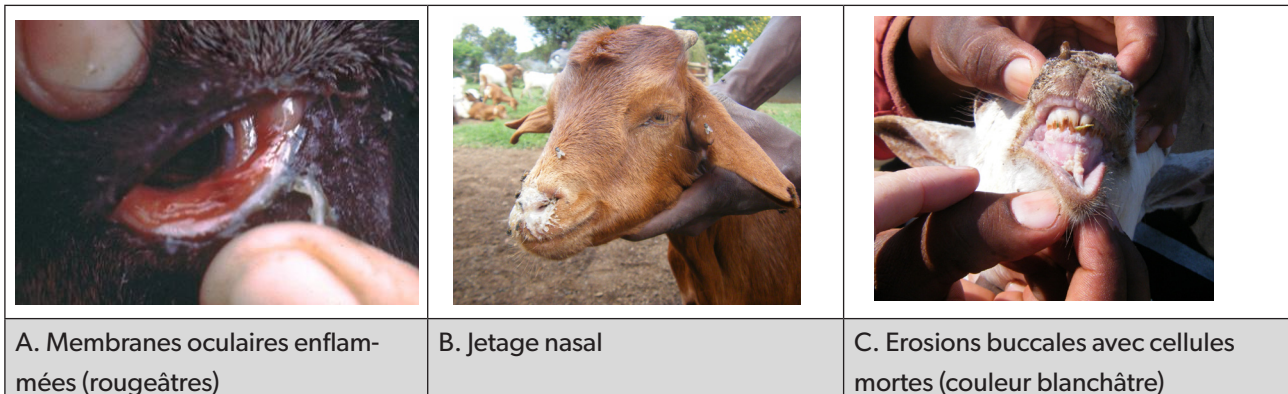 A. Membranes oculaires enflam-
mées (rougeâtres)
B. Jetage nasal
C. Erosions buccales avec cellules
mortes (couleur blanchâtre)